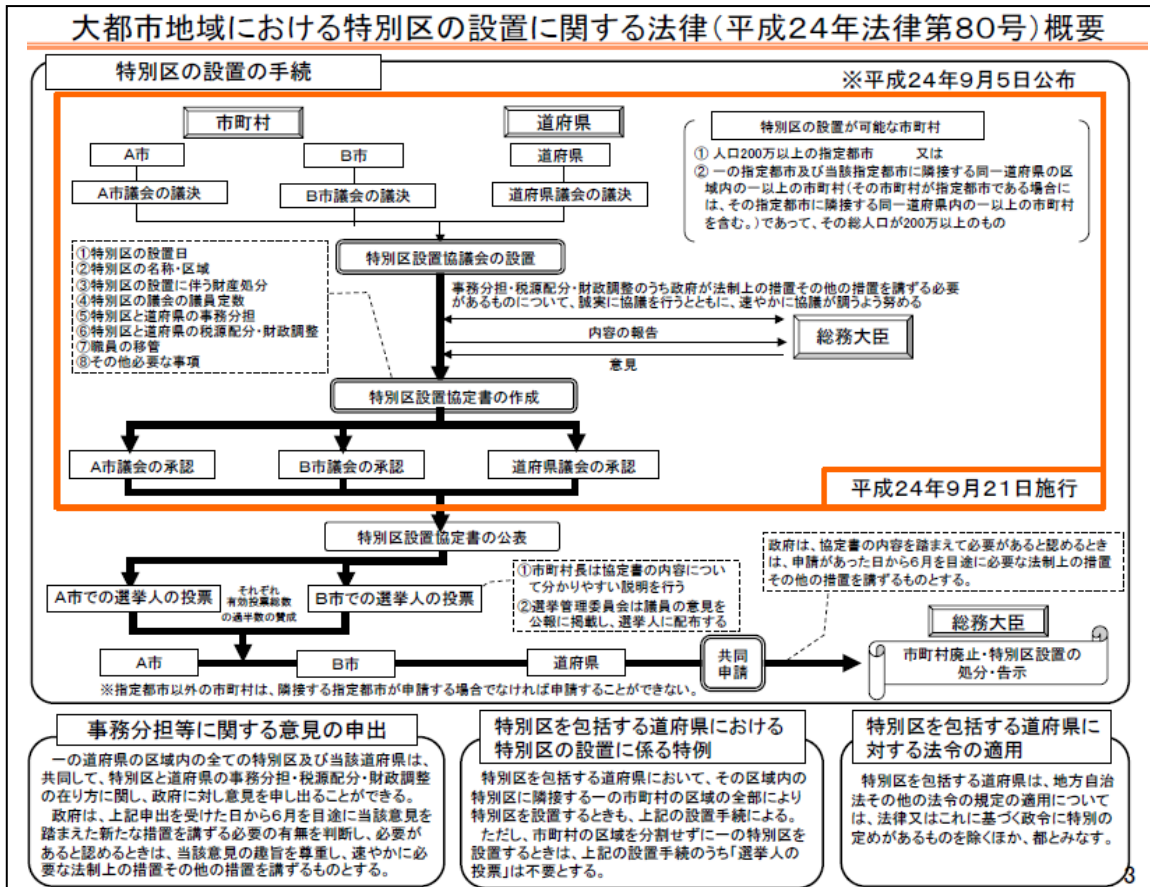 大都市地域における特別区の設置に関する法律(平成24年法律第80号)概要
特別区の設置の手続
※平成24年9月5日公布
市町村
道府県
A市
B市
道府県
A市議会の議決
B市議会の議決
道府県議会の議決
特別区の設置が可能な市町村
① 人口200万以上の指定都市 又は
② 一の指定都市及び当該指定都市に隣接する同一道府県の区
域内の一以上の市町村(その市町村が指定都市である場合に
は、その指定都市に隣接する同一道府県内の一以上の市町村
を含む。)であって、その総人口が200万以上のもの
特別区設置協議会の設置
①特別区の設置日
②特別区の名称・区域
③特別区の設置に伴う財産処分
④特別区の議会の議員定数
⑤特別区と道府県の事務分担
⑥特別区と道府県の税源配分・財政調整
⑦職員の移管
⑧その他必要な事項
事務分担・税源配分・財政調整のうち政府が法制上の措置その他の措置を講ずる必要
があるものについて、誠実に協議を行うとともに、速やかに協議が調うよう努める
内容の報告
意見
総務大臣
特別区設置協定書の作成
A市議会の承認
B市議会の承認
道府県議会の承認
平成24年9月21日施行
特別区設置協定書の公表
A市での選挙人の投票
それぞれ
有効投票総数
の過半数の賛成
B市での選挙人の投票
①市町村長は協定書の内容につい
て分かりやすい説明を行う
②選挙管理委員会は議員の意見を
公報に掲載し、選挙人に配布する
政府は、協定書の内容を踏まえて必要があると認めるとき
は、申請があった日から6月を目途に必要な法制上の措置
その他の措置を講ずるものとする。
A市
B市
道府県
共同
申請
総務大臣
市町村廃止・特別区設置の
処分・告示
※指定都市以外の市町村は、隣接する指定都市が申請する場合でなければ申請することができない。
事務分担等に関する意見の申出
一の道府県の区域内の全ての特別区及び当該道府県は、
共同して、特別区と道府県の事務分担・税源配分・財政調整
の在り方に関し、政府に対し意見を申し出ることができる。
政府は、上記申出を受けた日から6月を目途に当該意見を
踏まえた新たな措置を講ずる必要の有無を判断し、必要が
あると認めるときは、当該意見の趣旨を尊重し、速やかに必
要な法制上の措置その他の措置を講ずるものとする。
特別区を包括する道府県における
特別区の設置に係る特例
特別区を包括する道府県において、その区域内の
特別区に隣接する一の市町村の区域の全部により
特別区を設置するときも、上記の設置手続による。
ただし、市町村の区域を分割せずに一の特別区を
設置するときは、上記の設置手続のうち「選挙人の
投票」は不要とする。
特別区を包括する道府県に
対する法令の適用
特別区を包括する道府県は、地方自治
法その他の法令の規定の適用について
は、法律又はこれに基づく政令に特別の
定めがあるものを除くほか、都とみなす。
3